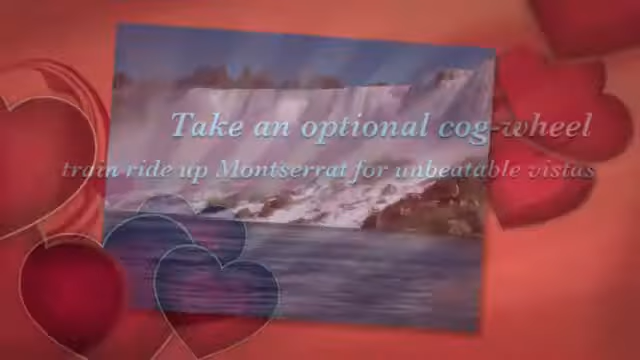 Take an optional cog-wheel
train ride up Montserrat for unbeatable vistas